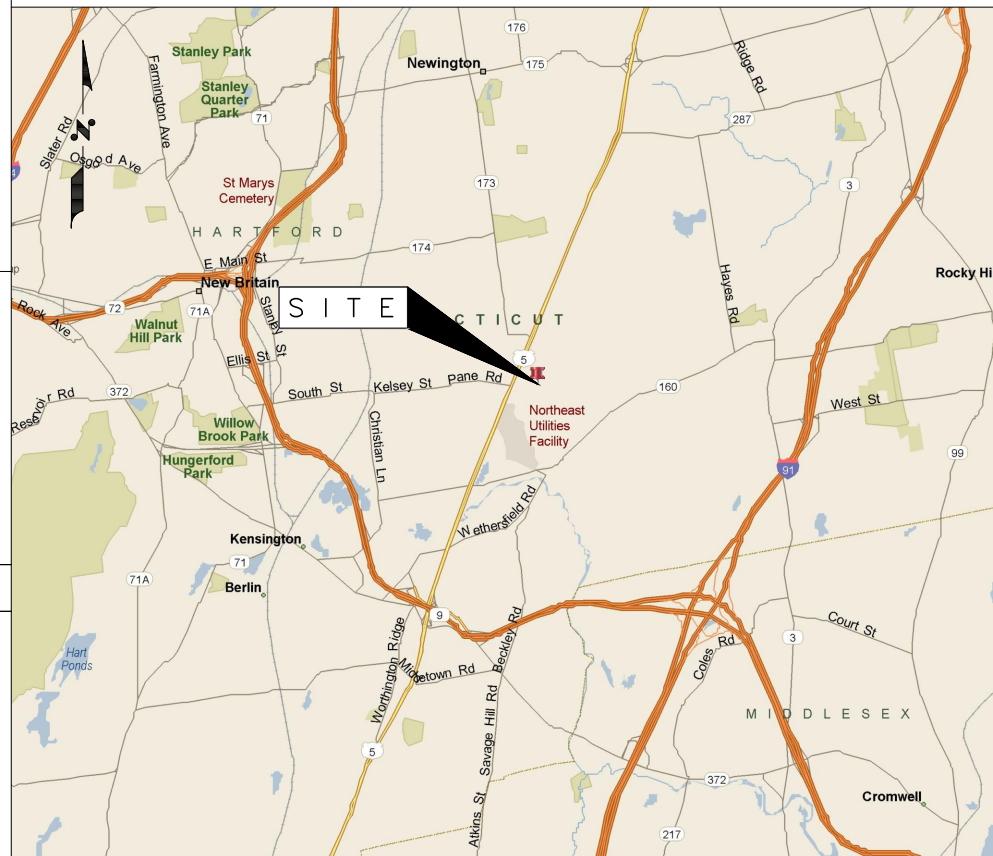 176
Stanley Park
Newington
175
Ridge Rd
Farmington Ave
Stanley
Quarter
Park
71
287
Slater Rd
N
Osgood Ave
173
3
St Marys
Cemetery
HARTFORD
174
E Main St
New Britain
Rocky Hi
Hayes Rd
72
71A
Rock Ave
Stanley St
SITE
CTICUT
Walnut
Hill Park
Ellis St
5
372
South St
Kelsey St
Pane Rd
160
Reservoir Rd
West St
Northeast
Utilities
Facility
Christian Ln
Willow
Brook Park
Hungerford
Park
99
91
Wethersfield Rd
Kensington
71
71A
Berlin
9
Court St
3
Worthington Ridge
Beckley Rd
Coles Rd
Hart
Ponds
MIDDLESEX
Savage Hill Rd
5
372
Cromwell
Atkins St
217